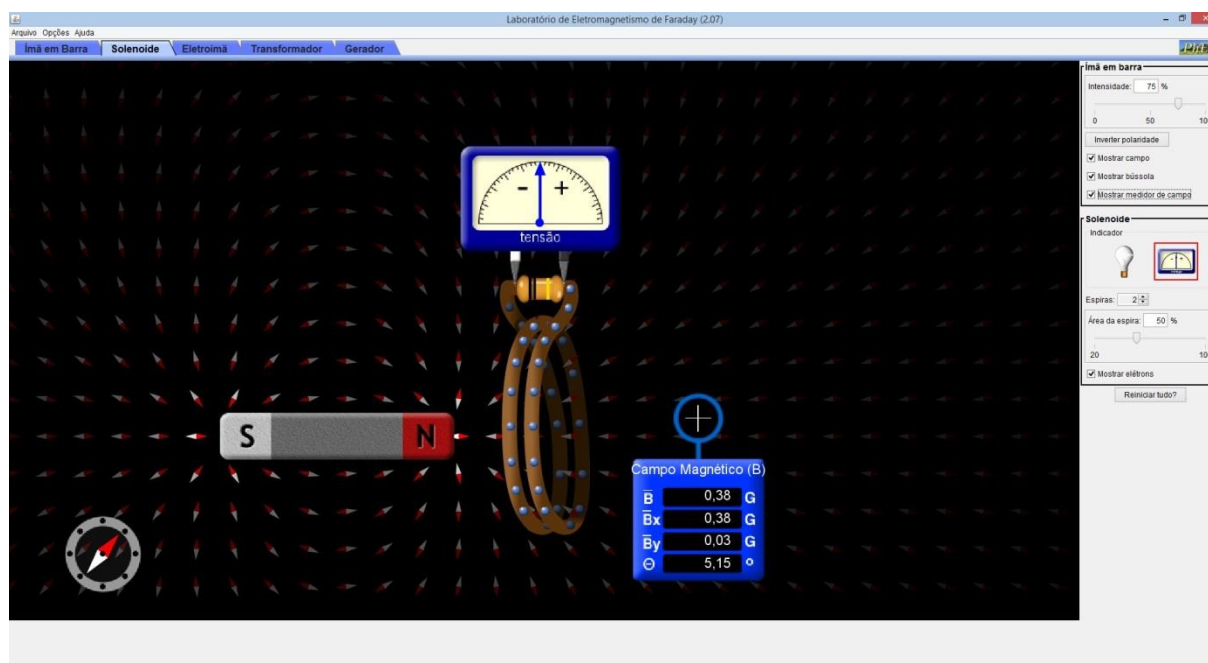 Laboratório de Eletromagnetismo de Faraday (2.07)
Arquivo Opções Ajuda
Ímã em Barra Solenoide Eletroímã Transformador Gerador
PhET
Ímã em barra
Intensidade: 75 %
0 50 10
Inverter polaridade
Mostrar campo
Mostrar bússola
Mostrar medidor de campo
Solenoide
Indicador
Espiras: 2
Área da espira: 50 %
20 10
Mostrar elétrons
Reiniciar tudo?
- +
tensão
S N
Campo Magnético (B)
B 0,38 G
Bx 0,38 G
By 0,03 G
Θ 5,15 º